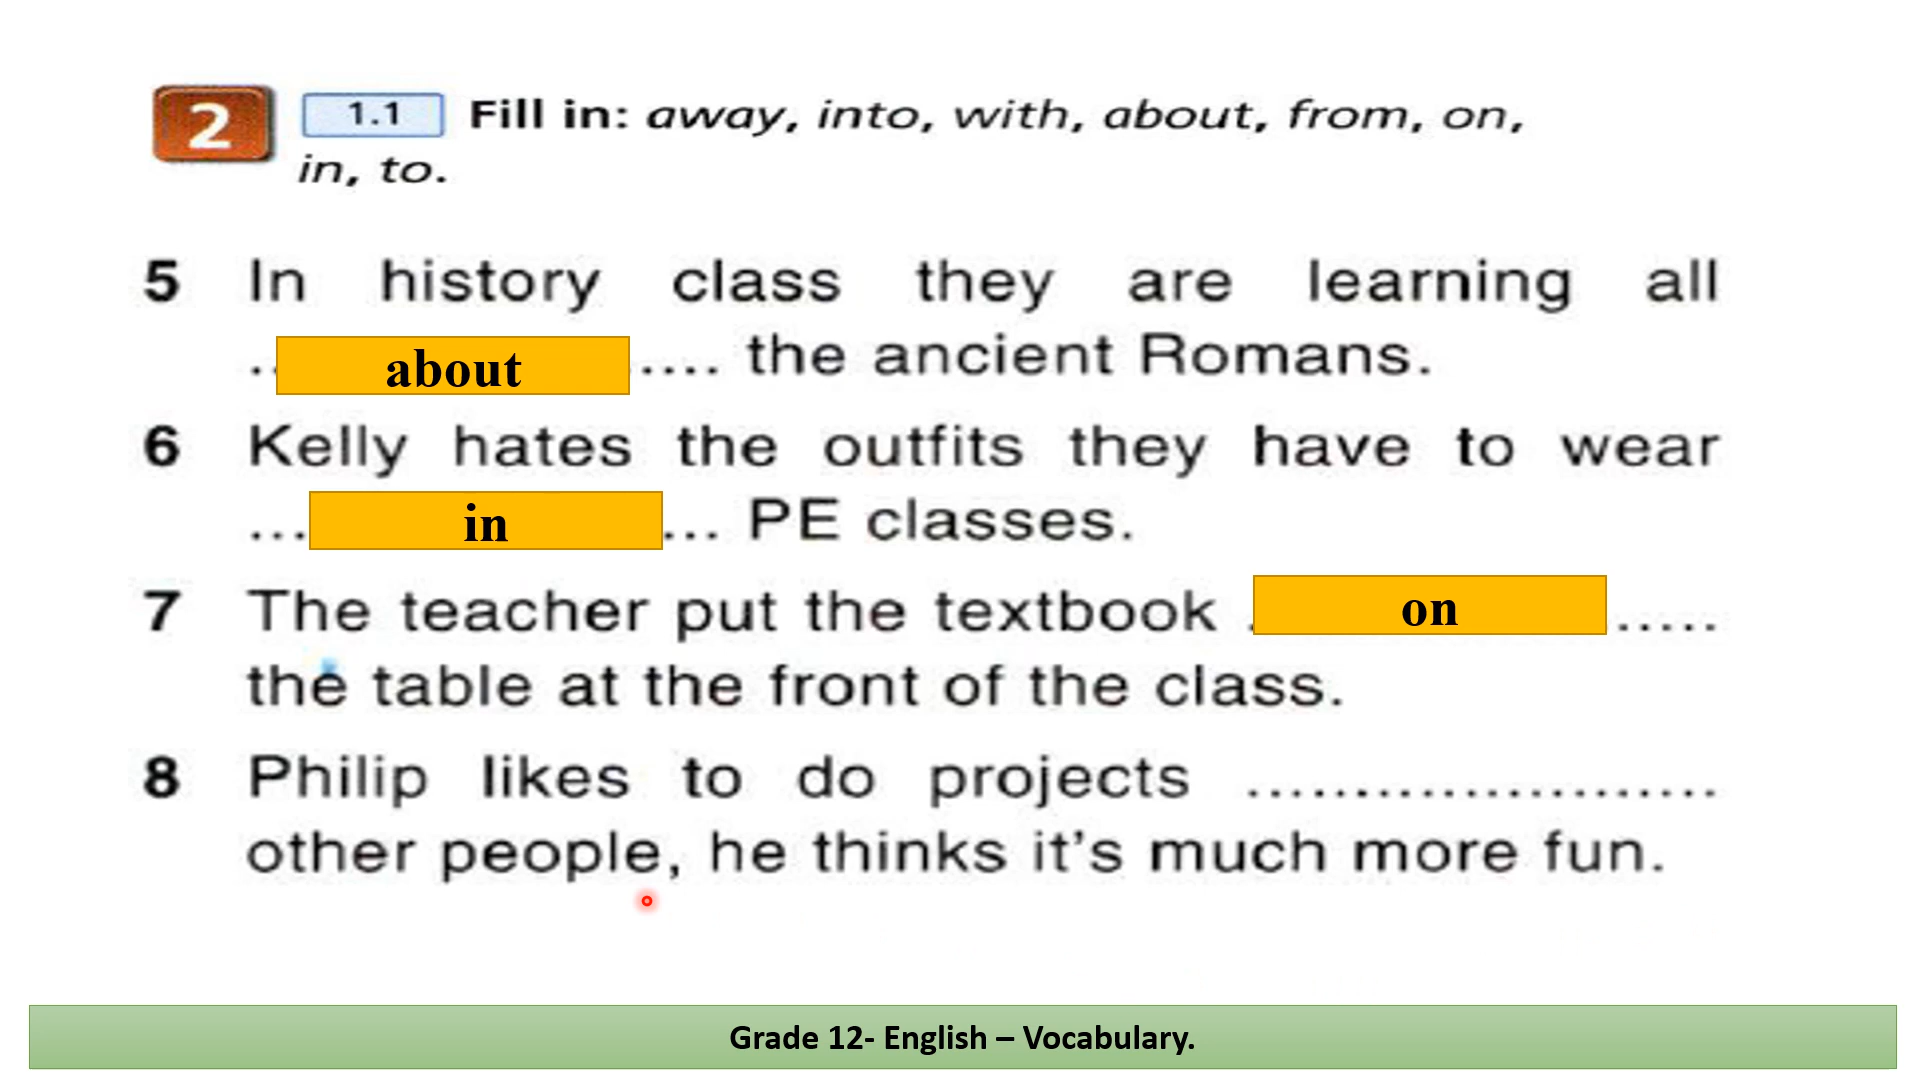 2 1.1 Fill in: away, into, with, about, from, on,
in, to.
5 In history class they are learning all
.. about .... the ancient Romans.
6 Kelly hates the outfits they have to wear
... in ... PE classes.
7 The teacher put the textbook . on .....
the table at the front of the class.
8 Philip likes to do projects ......................
other people, he thinks it's much more fun.
Grade 12- English – Vocabulary.